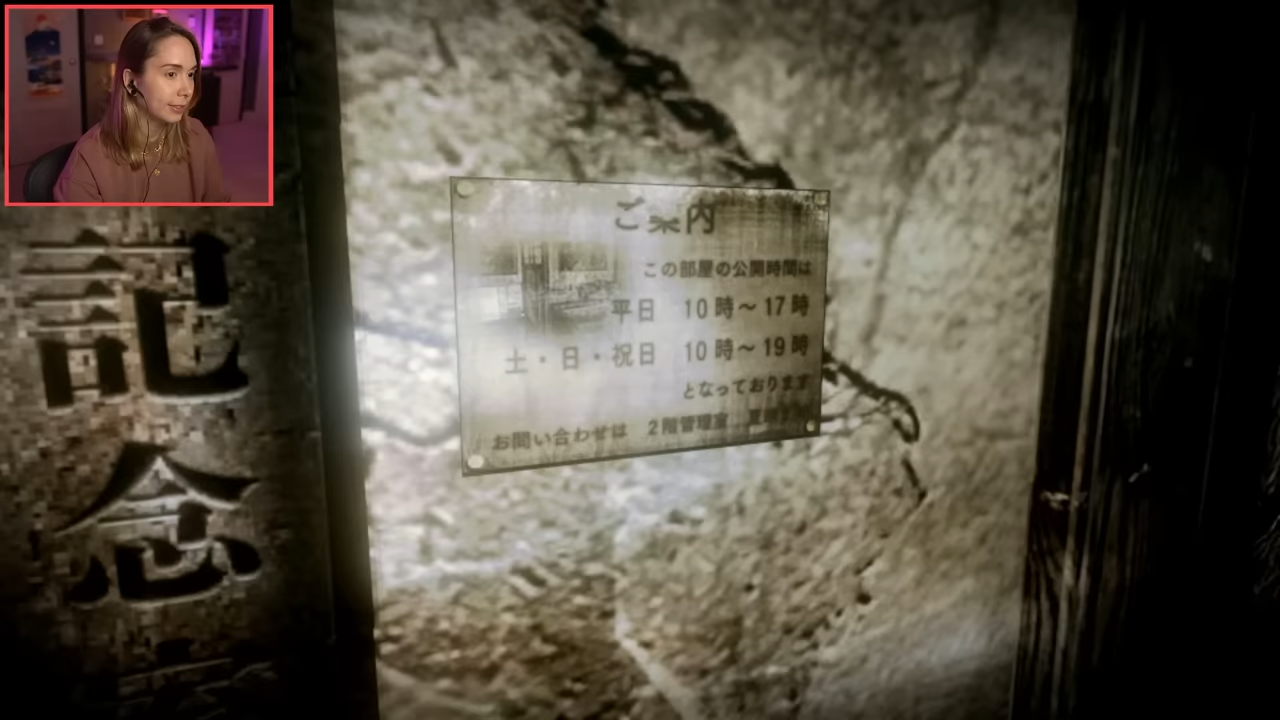 記念
ご案内
この部屋の公開時間は
平日 10時～17時
土・日・祝日 10時～19時
となっております
お問い合わせは 2階管理室